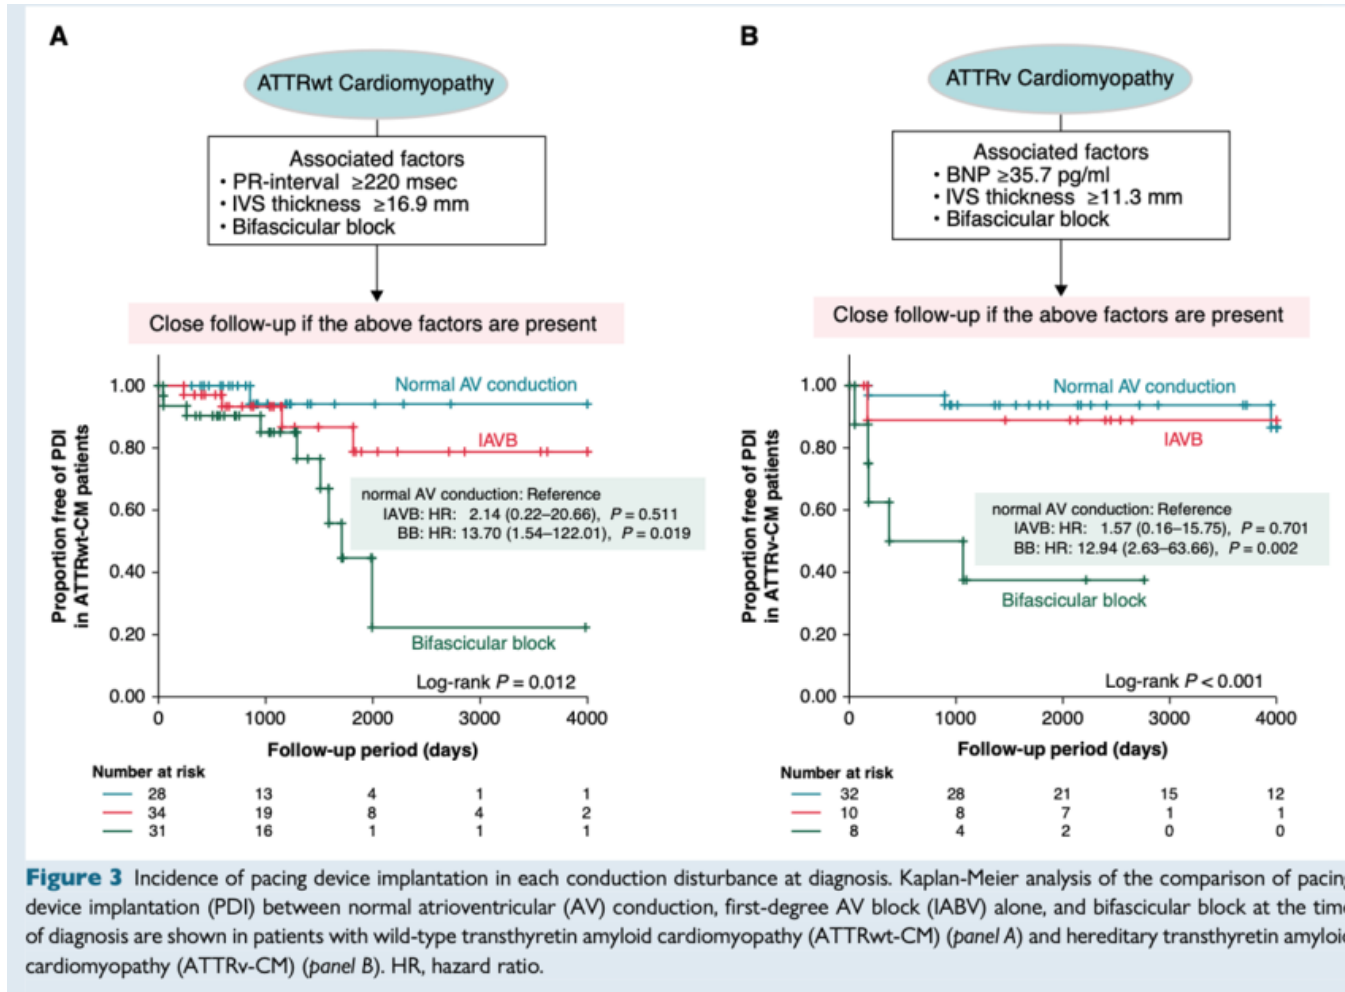 A
ATTRwt Cardiomyopathy
Associated factors
• PR-interval ≥220 msec
• IVS thickness ≥16.9 mm
• Bifascicular block
Close follow-up if the above factors are present
Proportion free of PDI
in ATTRwt-CM patients
1.00
0.80
0.60
0.40
0.20
0.00
Normal AV conduction
IAVB
normal AV conduction: Reference
IAVB: HR: 2.14 (0.22–20.66), P = 0.511
BB: HR: 13.70 (1.54–122.01), P = 0.019
Bifascicular block
Log-rank P = 0.012
0 1000 2000 3000 4000
Follow-up period (days)
Number at risk
28 13 4 1 1
34 19 8 4 2
31 16 1 1 1
B
ATTRv Cardiomyopathy
Associated factors
• BNP ≥35.7 pg/ml
• IVS thickness ≥11.3 mm
• Bifascicular block
Close follow-up if the above factors are present
Proportion free of PDI
in ATTRv-CM patients
1.00
0.80
0.60
0.40
0.20
0.00
Normal AV conduction
IAVB
normal AV conduction: Reference
IAVB: HR: 1.57 (0.16–15.75), P = 0.701
BB: HR: 12.94 (2.63–63.66), P = 0.002
Bifascicular block
Log-rank P < 0.001
0 1000 2000 3000 4000
Follow-up period (days)
Number at risk
32 28 21 15 12
10 8 7 1 1
8 4 2 0 0
Figure 3 Incidence of pacing device implantation in each conduction disturbance at diagnosis. Kaplan-Meier analysis of the comparison of pacing
device implantation (PDI) between normal atrioventricular (AV) conduction, first-degree AV block (IABV) alone, and bifascicular block at the time
of diagnosis are shown in patients with wild-type transthyretin amyloid cardiomyopathy (ATTRwt-CM) (panel A) and hereditary transthyretin amyloid
cardiomyopathy (ATTRv-CM) (panel B). HR, hazard ratio.